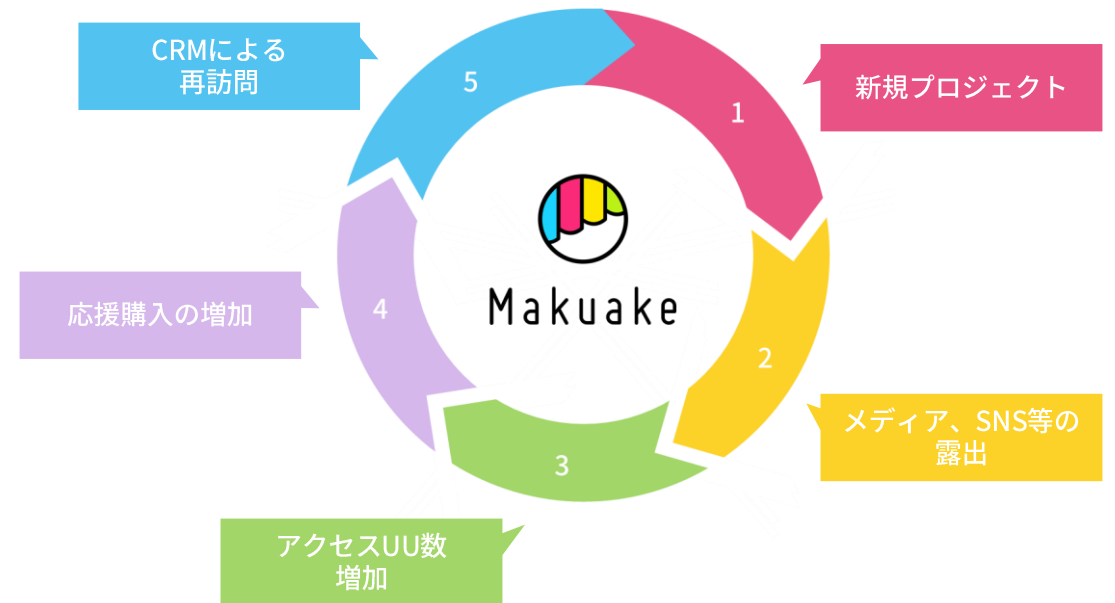 CRMによる
再訪問
5
1
新規プロジェクト
Makuake
応援購入の増加
4
2
メディア、SNS等の
露出
3
アクセスUU数
増加